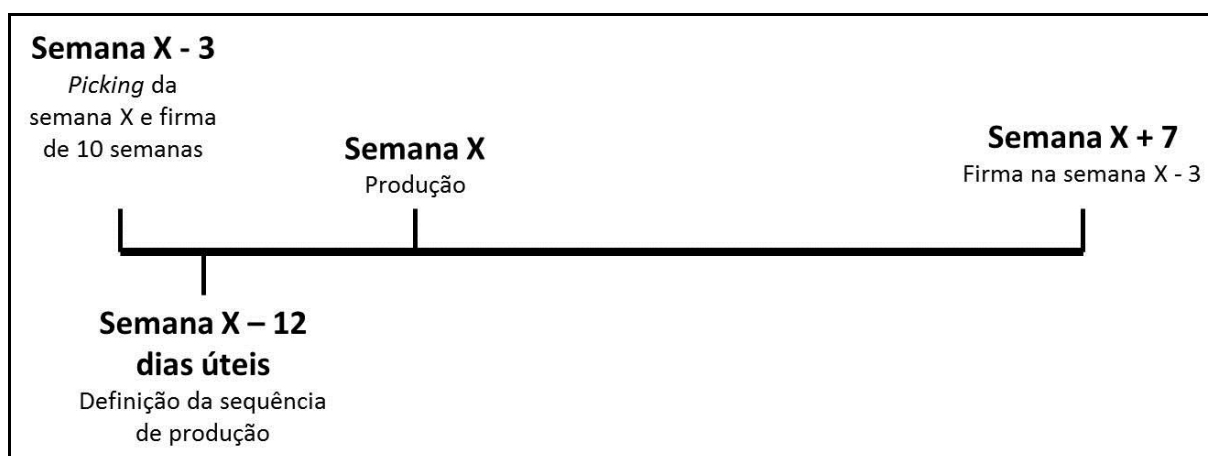 Semana X - 3
Picking da
semana X e firma
de 10 semanas
Semana X
Produção
Semana X + 7
Firma na semana X - 3
Semana X – 12
dias úteis
Definição da sequência
de produção